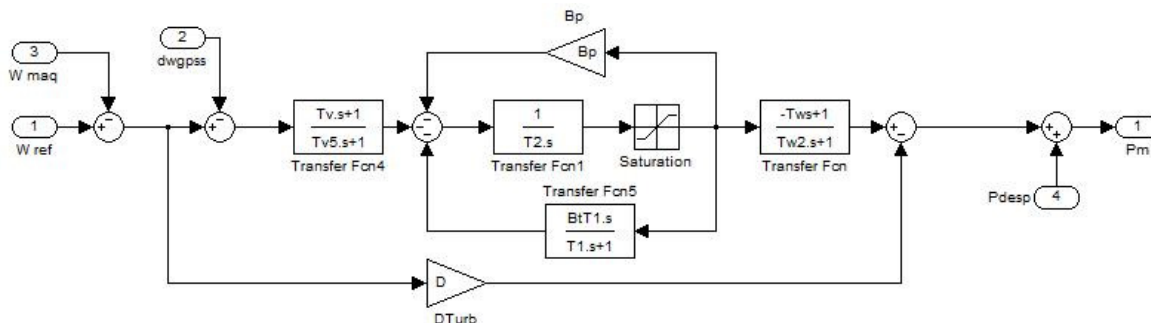 Bp
Bp
3
W maq
2
dwgpss
1
W ref
Tv.s+1
Tv5.s+1
Transfer Fcn4
1
T2.s
Transfer Fcn1
Saturation
-Tws+1
Tw2.s+1
Transfer Fcn
1
Pm
Pdesp
4
Transfer Fcn5
BtT1.s
T1.s+1
D
DTurb